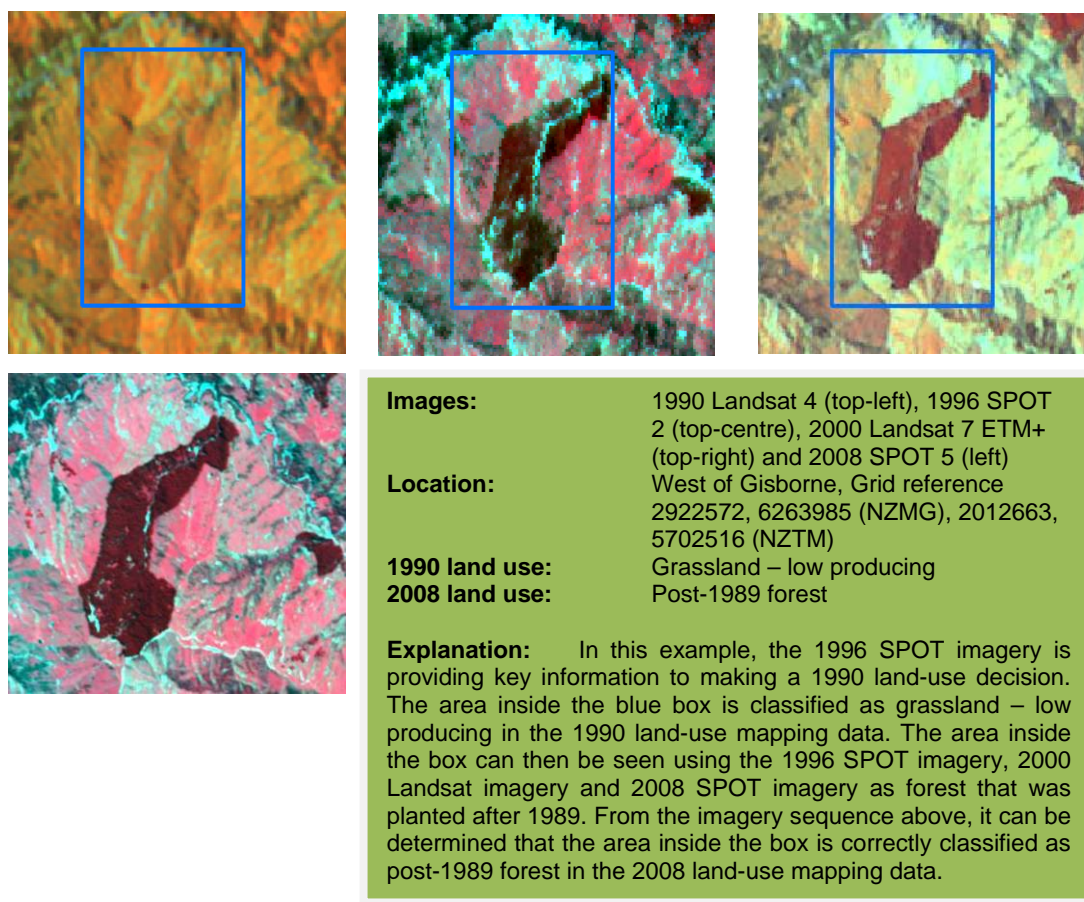 Images: 1990 Landsat 4 (top-left), 1996 SPOT
2 (top-centre), 2000 Landsat 7 ETM+
(top-right) and 2008 SPOT 5 (left)
Location: West of Gisborne, Grid reference
2922572, 6263985 (NZMG), 2012663,
5702516 (NZTM)
1990 land use: Grassland – low producing
2008 land use: Post-1989 forest
Explanation: In this example, the 1996 SPOT imagery is
providing key information to making a 1990 land-use decision.
The area inside the blue box is classified as grassland – low
producing in the 1990 land-use mapping data. The area inside
the box can then be seen using the 1996 SPOT imagery, 2000
Landsat imagery and 2008 SPOT imagery as forest that was
planted after 1989. From the imagery sequence above, it can be
determined that the area inside the box is correctly classified as
post-1989 forest in the 2008 land-use mapping data.